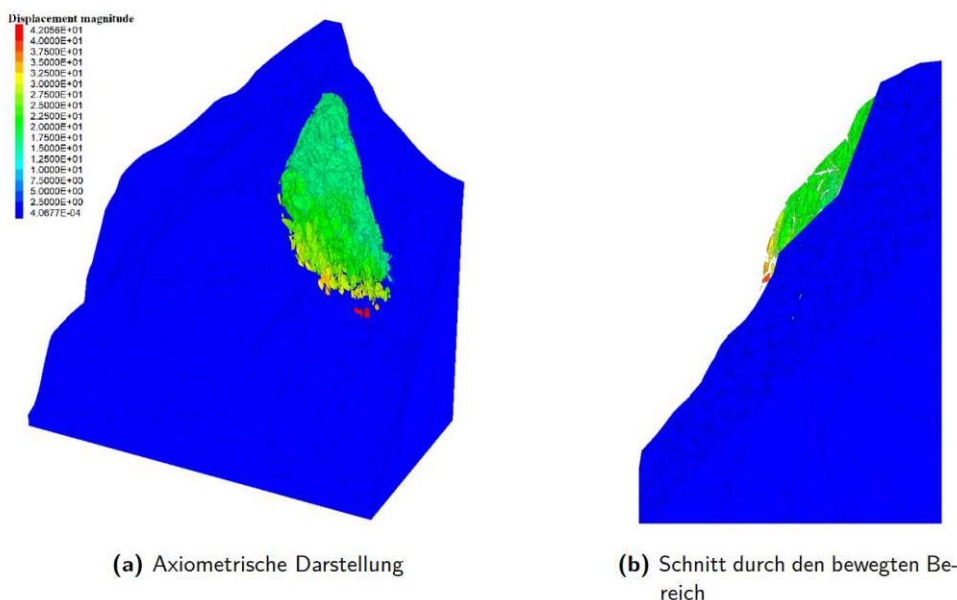 Displacement magnitude
4.2056E+01
4.0000E+01
3.7500E+01
3.5000E+01
3.2500E+01
3.0000E+01
2.7500E+01
2.5000E+01
2.2500E+01
2.0000E+01
1.7500E+01
1.5000E+01
1.2500E+01
1.0000E+01
7.5000E+00
5.0000E+00
2.5000E+00
4.0677E-04
(a) Axiometrische Darstellung
(b) Schnitt durch den bewegten Be-
reich